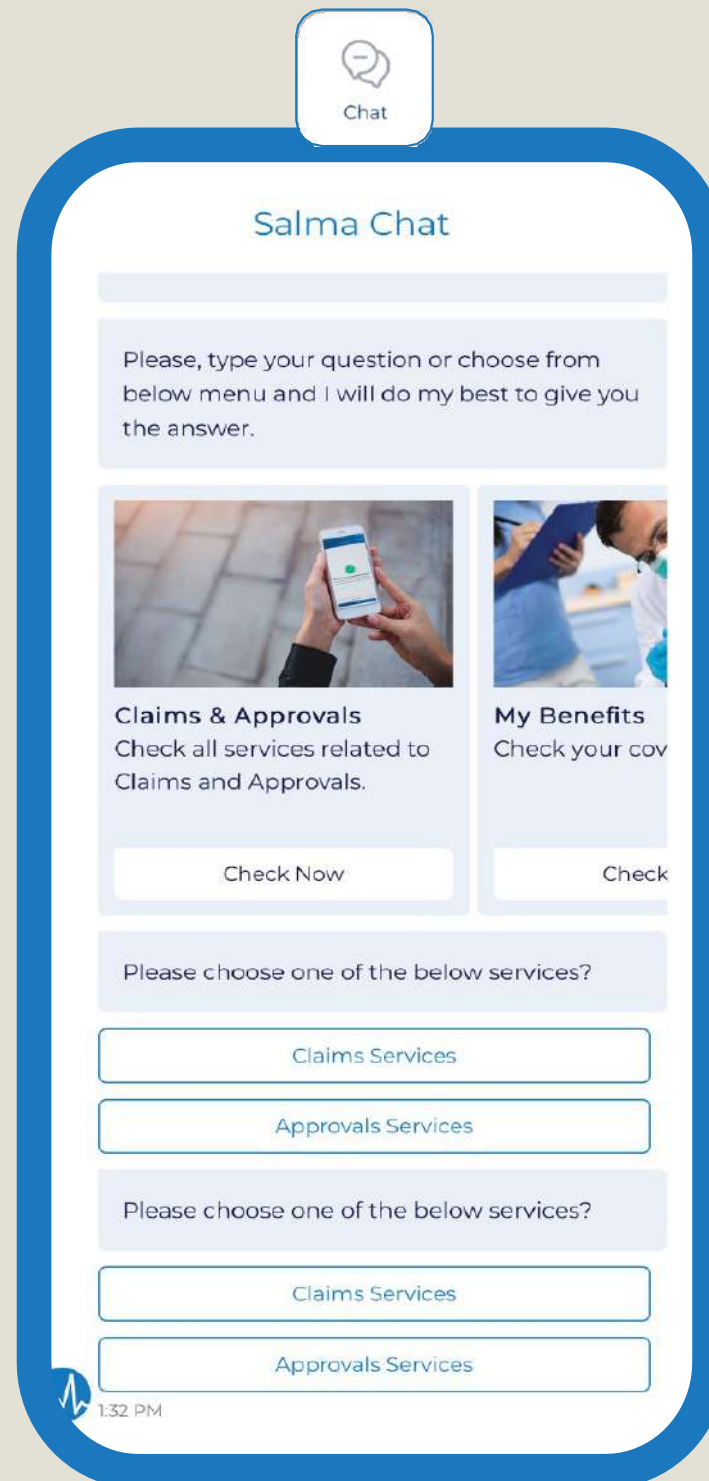 Chat
Salma Chat
Please, type your question or choose from
below menu and I will do my best to give you
the answer.
Claims & Approvals
Check all services related to
Claims and Approvals.
Check Now
My Benefits
Check your cov
Check
Please choose one of the below services?
Claims Services
Approvals Services
Please choose one of the below services?
Claims Services
Approvals Services
1:32 PM